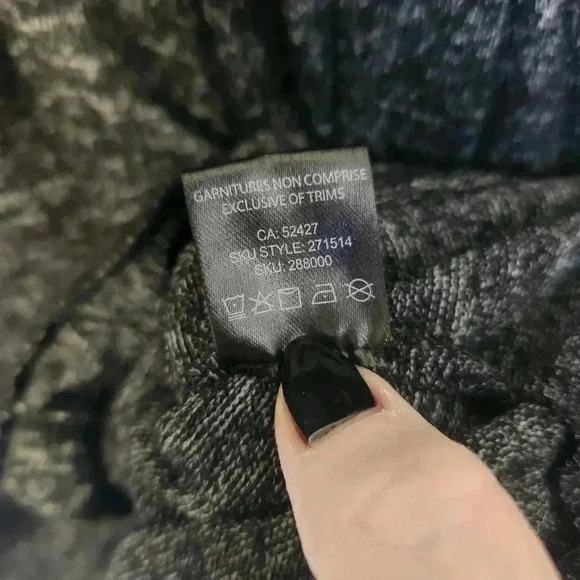 GARNITURES NON COMPRISE
EXCLUSIVE OF TRIMS
CA: 52427
SKU STYLE: 271514
SKU: 288000